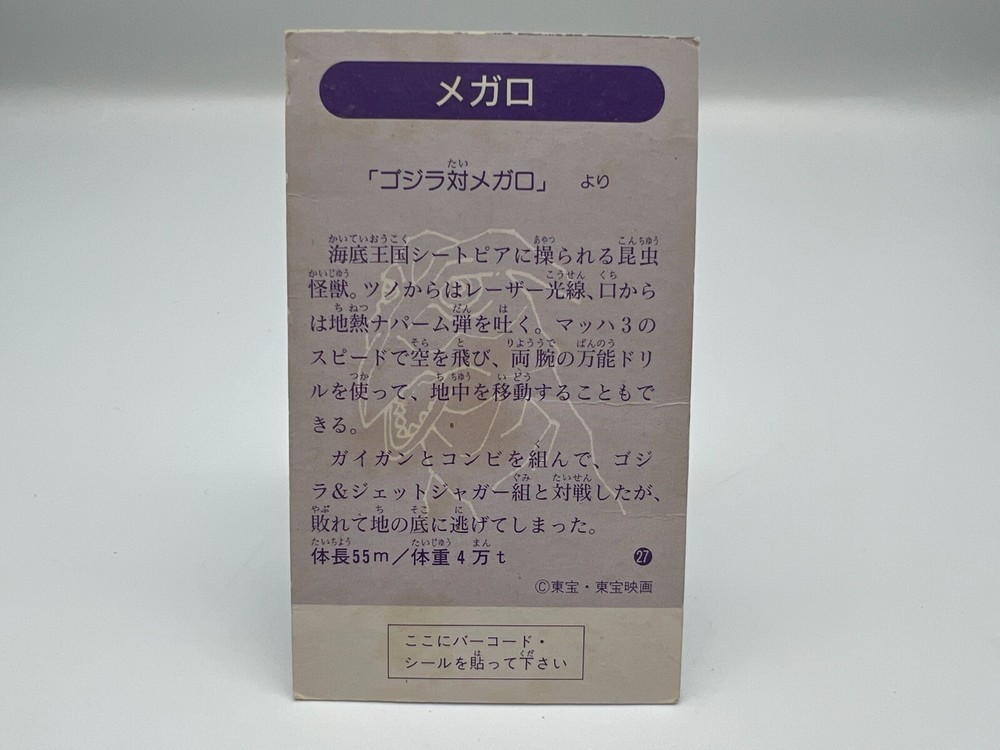 メガロ
「ゴジラ対メガロ」 より
海底王国シートピアに操られる昆虫
怪獣。ツノからはレーザー光線、口から
は地熱ナパーム弾を吐く。マッハ3の
スピードで空を飛び、両腕の万能ドリ
ルを使って、地中を移動することもで
きる。
ガイガンとコンビを組んで、ゴジ
ラ&ジェットジャガー組と対戦したが、
敗れて地の底に逃げてしまった。
体長55m/体重4万t
27
©東宝・東宝映画
ここにバーコード・
シールを貼って下さい